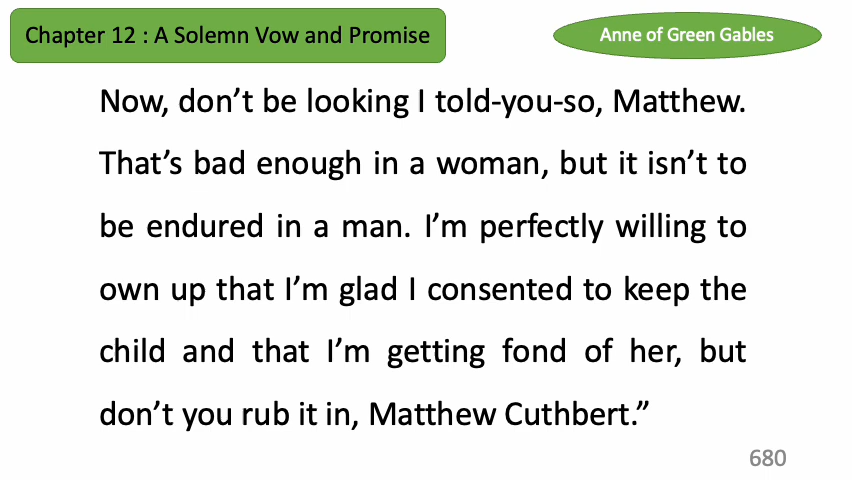 Chapter 12 : A Solemn Vow and Promise
Anne of Green Gables
Now, don’t be looking I told-you-so, Matthew.
That’s bad enough in a woman, but it isn’t to
be endured in a man. I’m perfectly willing to
own up that I’m glad I consented to keep the
child and that I’m getting fond of her, but
don’t you rub it in, Matthew Cuthbert.”
680